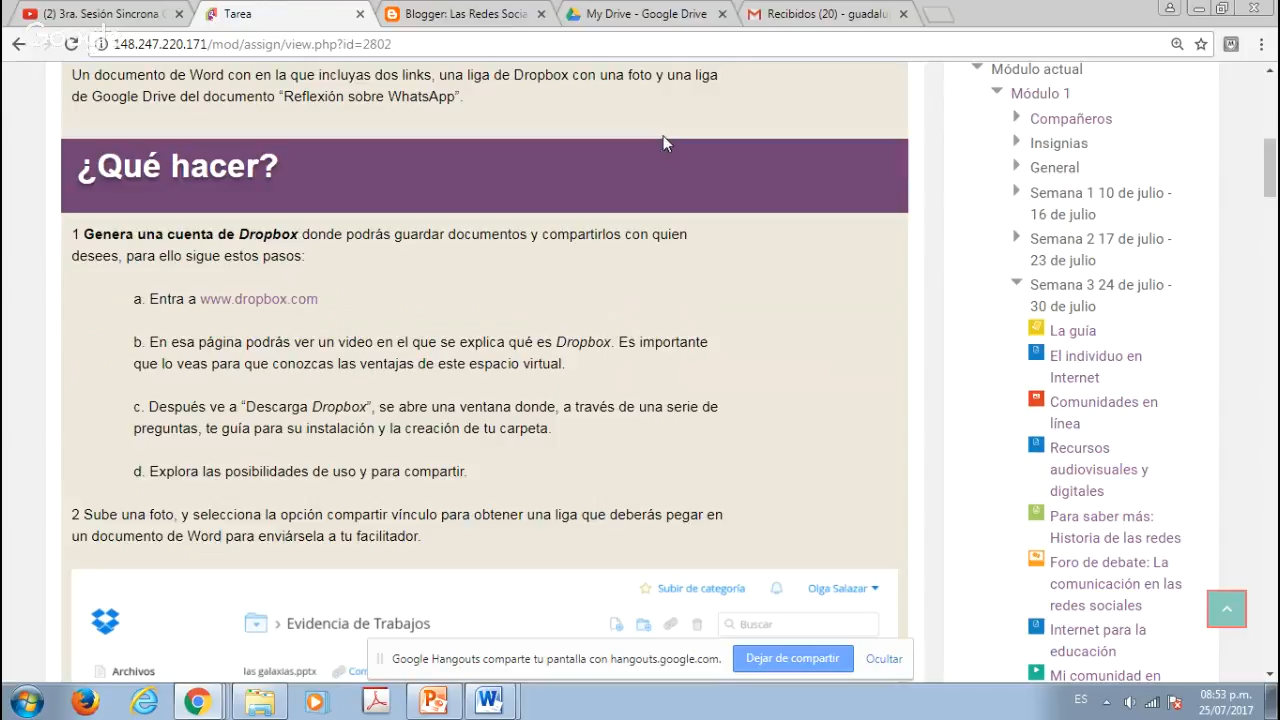 (2) 3ra. Sesión Sincrona
Tarea
Blogger: Las Redes Socia
My Drive - Google Drive
Recibidos (20) - guadalu
Google
148.247.220.171/mod/assign/view.php?id=2802
Un documento de Word con en la que incluyas dos links, una liga de Dropbox con una foto y una liga
de Google Drive del documento “Reflexión sobre WhatsApp”.
¿Qué hacer?
1 Genera una cuenta de Dropbox donde podrás guardar documentos y compartirlos con quien
desees, para ello sigue estos pasos:
a. Entra a www.dropbox.com
b. En esa página podrás ver un video en el que se explica qué es Dropbox. Es importante
que lo veas para que conozcas las ventajas de este espacio virtual.
c. Después ve a “Descarga Dropbox”, se abre una ventana donde, a través de una serie de
preguntas, te guía para su instalación y la creación de tu carpeta.
d. Explora las posibilidades de uso y para compartir.
2 Sube una foto, y selecciona la opción compartir vínculo para obtener una liga que deberás pegar en
un documento de Word para enviársela a tu facilitador.
Subir de categoría
Olga Salazar
› Evidencia de Trabajos
Buscar
Archivos
las galaxias.pptx
Con
Google Hangouts comparte tu pantalla con hangouts.google.com.
Dejar de compartir
Ocultar
Módulo actual
Módulo 1
Compañeros
Insignias
General
Semana 1 10 de julio -
16 de julio
Semana 2 17 de julio -
23 de julio
Semana 3 24 de julio -
30 de julio
La guía
El individuo en
Internet
Comunidades en
línea
Recursos
audiovisuales y
digitales
Para saber más:
Historia de las redes
Foro de debate: La
comunicación en las
redes sociales
Internet para la
educación
Mi comunidad en
ES
08:53 p.m.
25/07/2017